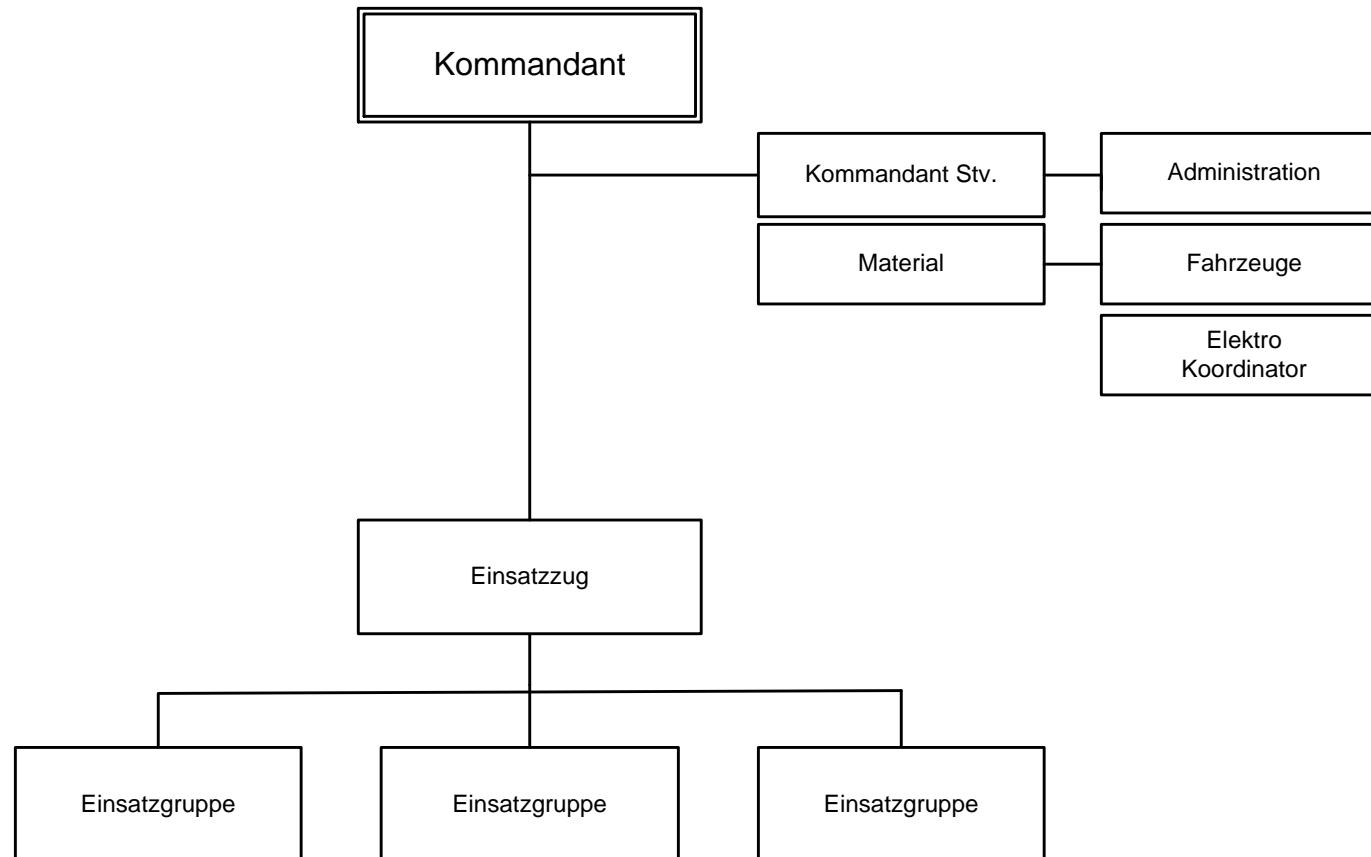 Kommandant
Kommandant Stv.
Administration
Material
Fahrzeuge
Elektro
Koordinator
Einsatzzug
Einsatzgruppe
Einsatzgruppe
Einsatzgruppe